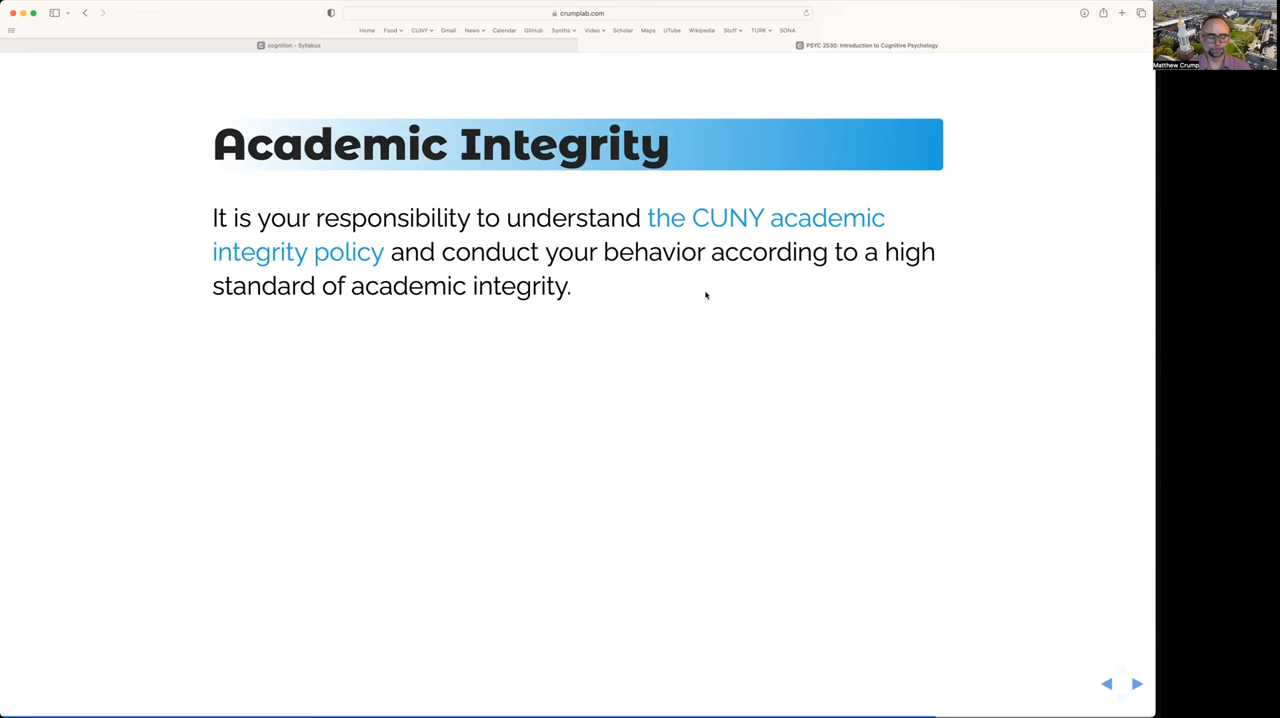 crumplab.com
Home Food CUNY Gmail News Calendar GitHub Synths Video Scholar Maps UTube Wikipedia Stuff TURK SDNA
C cognition - Syllabus
C PSYC 2530: Introduction to Cognitive Psychology
Matthew Crump
Academic Integrity
It is your responsibility to understand the CUNY academic
integrity policy and conduct your behavior according to a high
standard of academic integrity.